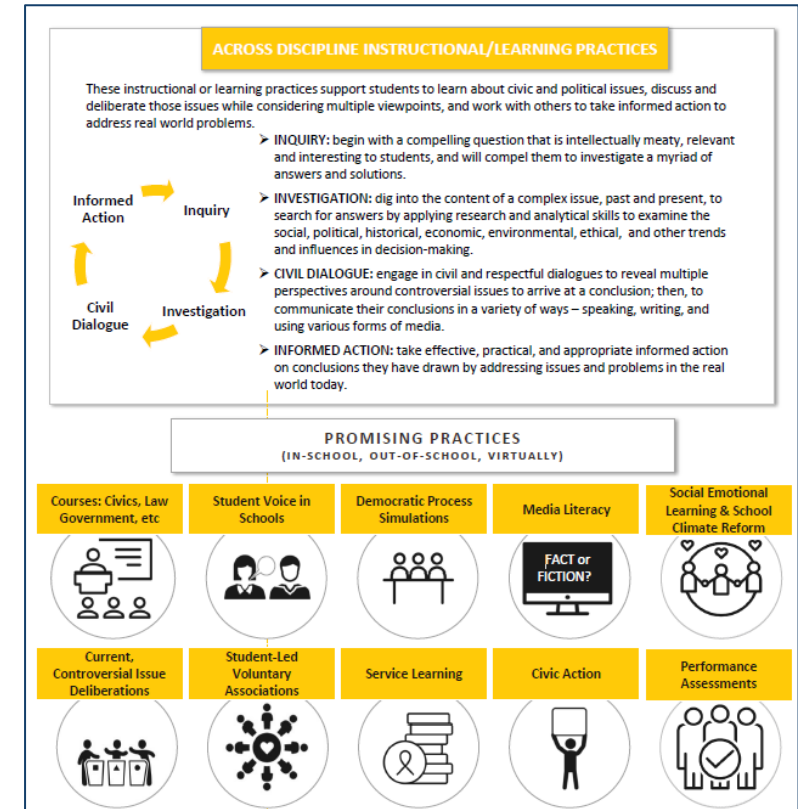 ACROSS DISCIPLINE INSTRUCTIONAL/LEARNING PRACTICES
These instructional or learning practices support students to learn about civic and political issues, discuss and
deliberate those issues while considering multiple viewpoints, and work with others to take informed action to
address real world problems.
Informed
Action
Inquiry
Investigation
Civil
Dialogue
➢ INQUIRY: begin with a compelling question that is intellectually meaty, relevant
and interesting to students, and will compel them to investigate a myriad of
answers and solutions.
➢ INVESTIGATION: dig into the content of a complex issue, past and present, to
search for answers by applying research and analytical skills to examine the
social, political, historical, economic, environmental, ethical, and other trends
and influences in decision-making.
➢ CIVIL DIALOGUE: engage in civil and respectful dialogues to reveal multiple
perspectives around controversial issues to arrive at a conclusion; then, to
communicate their conclusions in a variety of ways – speaking, writing, and
using various forms of media.
➢ INFORMED ACTION: take effective, practical, and appropriate informed action
on conclusions they have drawn by addressing issues and problems in the real
world today.
PROMISING PRACTICES
(IN-SCHOOL, OUT-OF-SCHOOL, VIRTUALLY)
Courses: Civics, Law
Government, etc
Student Voice in
Schools
Democratic Process
Simulations
Media Literacy
FACT or
FICTION?
Social Emotional
Learning & School
Climate Reform
Current,
Controversial Issue
Deliberations
Student-Led
Voluntary
Associations
Service Learning
Civic Action
Performance
Assessments